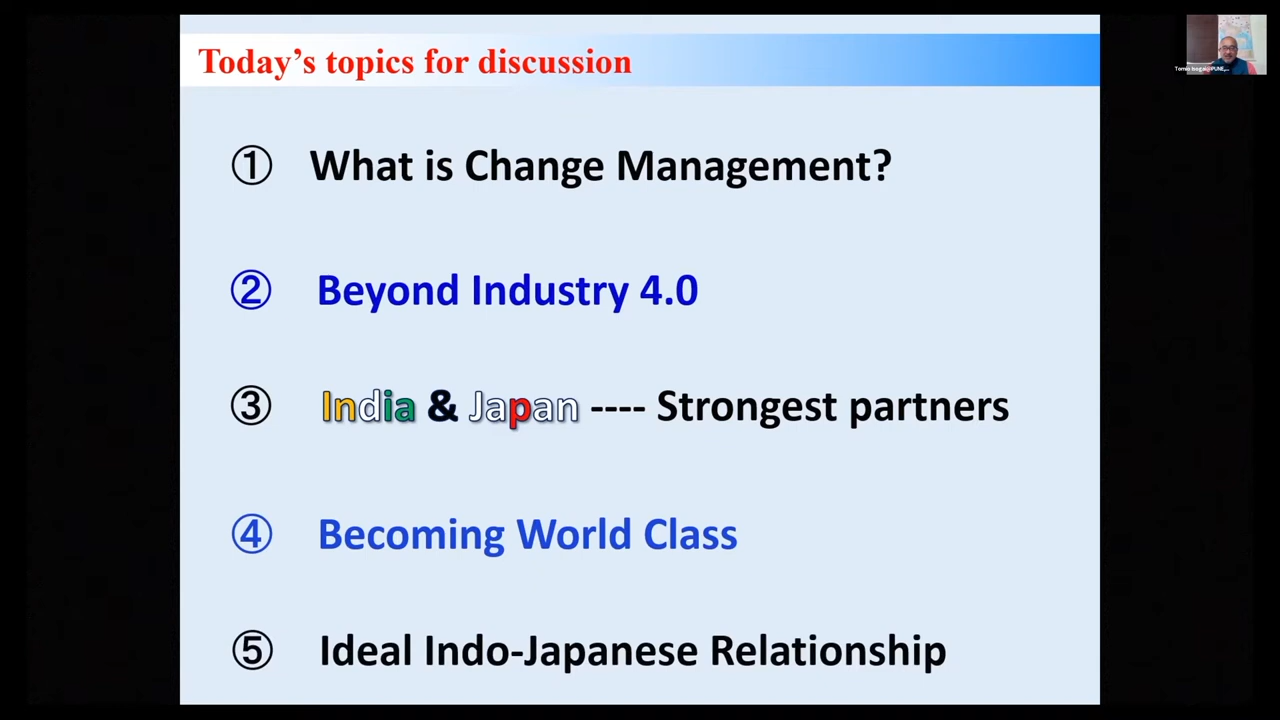 Today's topics for discussion
① What is Change Management?
② Beyond Industry 4.0
③ India & Japan ---- Strongest partners
④ Becoming World Class
⑤ Ideal Indo-Japanese Relationship